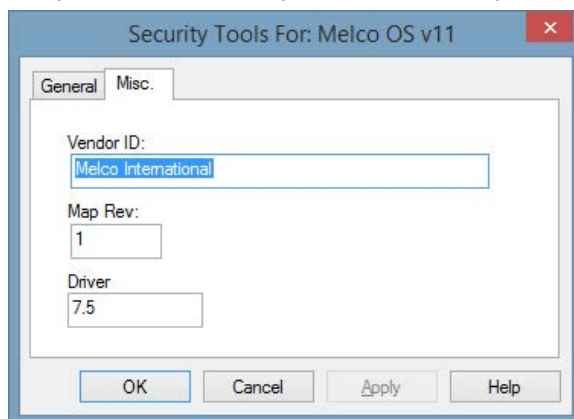 Security Tools For: Melco OS v11
x
General Misc.
Vendor ID:
Melco International
Map Rev:
1
Driver
7.5
OK Cancel Apply Help